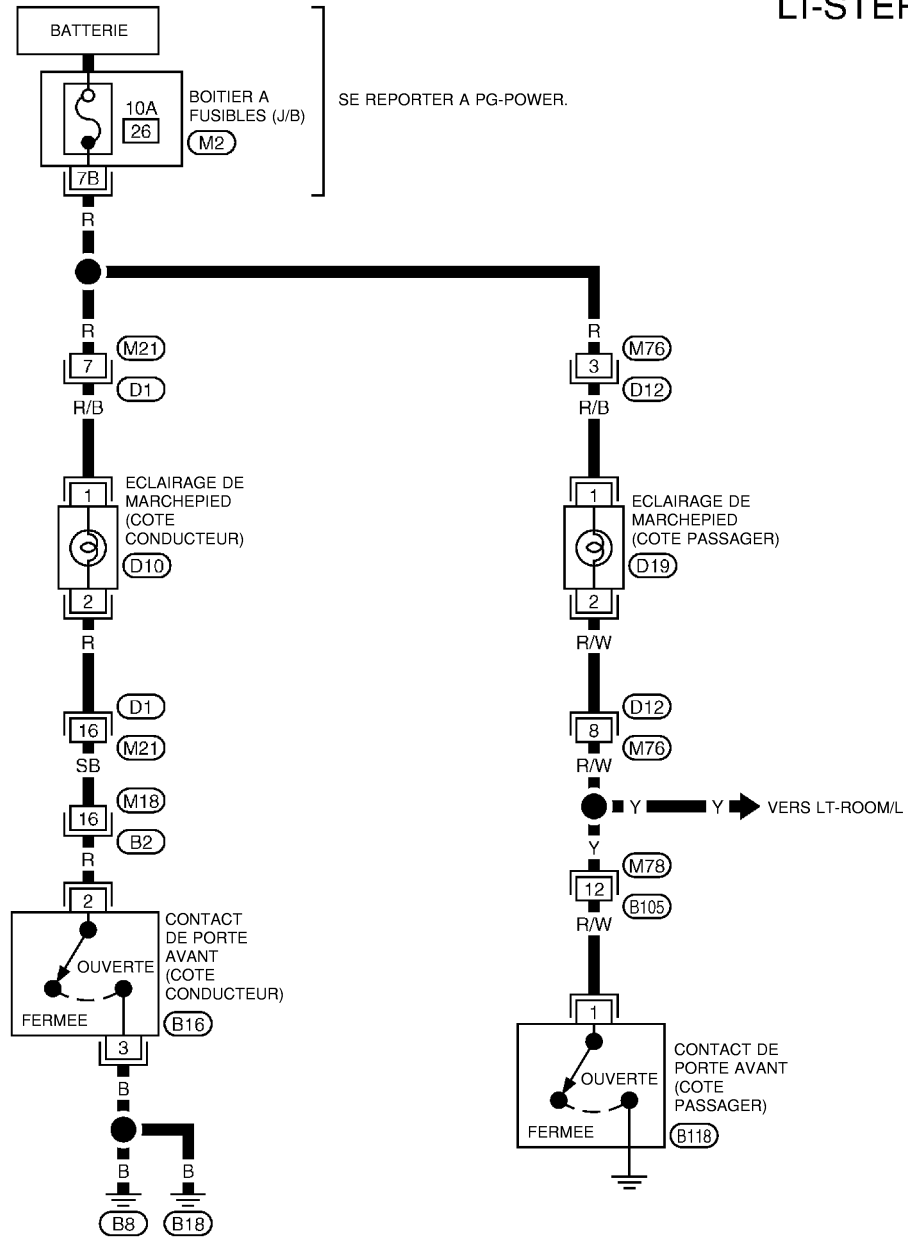 LT-STEP
BATTERIE
10A
26
BOITIER A
FUSIBLES (J/B)
M2
SE REPORTER A PG-POWER.
7B
R
R
7
M21
D1
R/B
R
3
M76
D12
R/B
1
ECLAIRAGE DE
MARCHEPIED
(COTE
CONDUCTEUR)
D10
2
R
1
ECLAIRAGE DE
MARCHEPIED
(COTE PASSAGER)
D19
2
R/W
D1
16
M21
SB
D12
8
M76
R/W
M18
16
B2
R
Y
Y
VERS LT-ROOM/L
Y
M78
12
B105
R/W
2
CONTACT
DE PORTE
AVANT
(COTE
CONDUCTEUR)
OUVERTE
FERMEE
B16
3
B
B
B
B8
B18
1
CONTACT DE
PORTE AVANT
(COTE
PASSAGER)
OUVERTE
FERMEE
B118